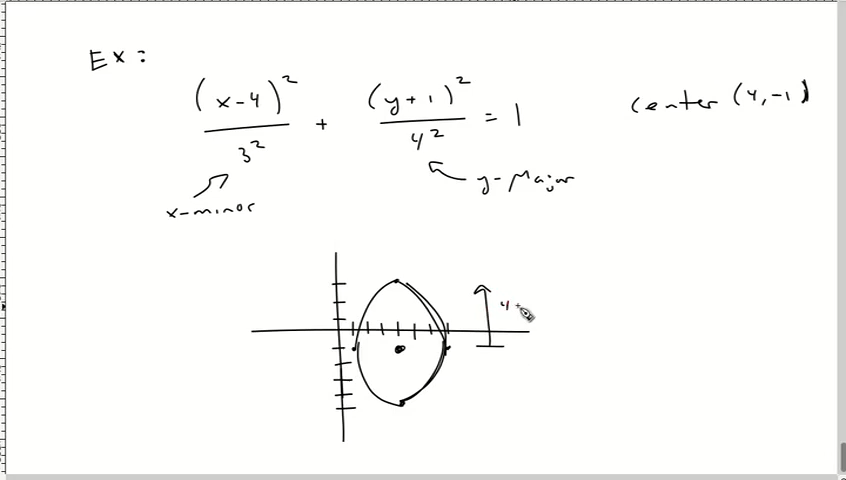 Ex:
(x-4)²/3² + (y+1)²/4² = 1
center (4,-1)
x-minor
y-Major
4